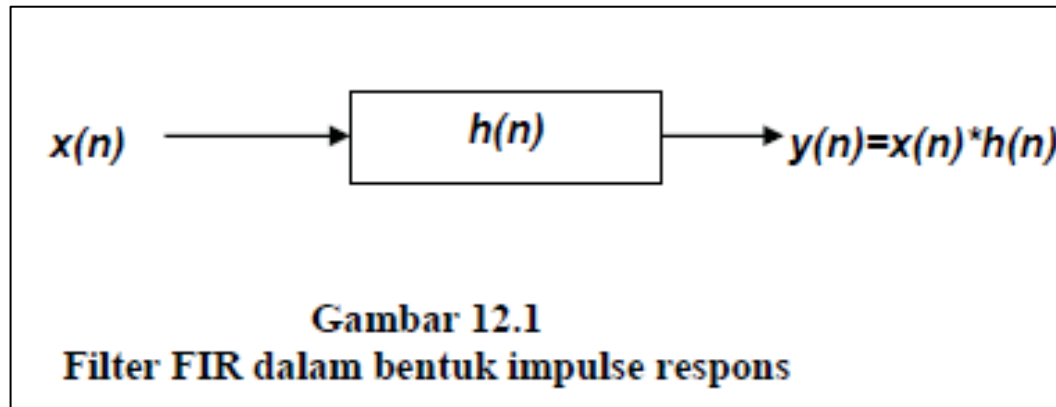 x(n) h(n) y(n)=x(n)*h(n)
Gambar 12.1
Filter FIR dalam bentuk impulse respons